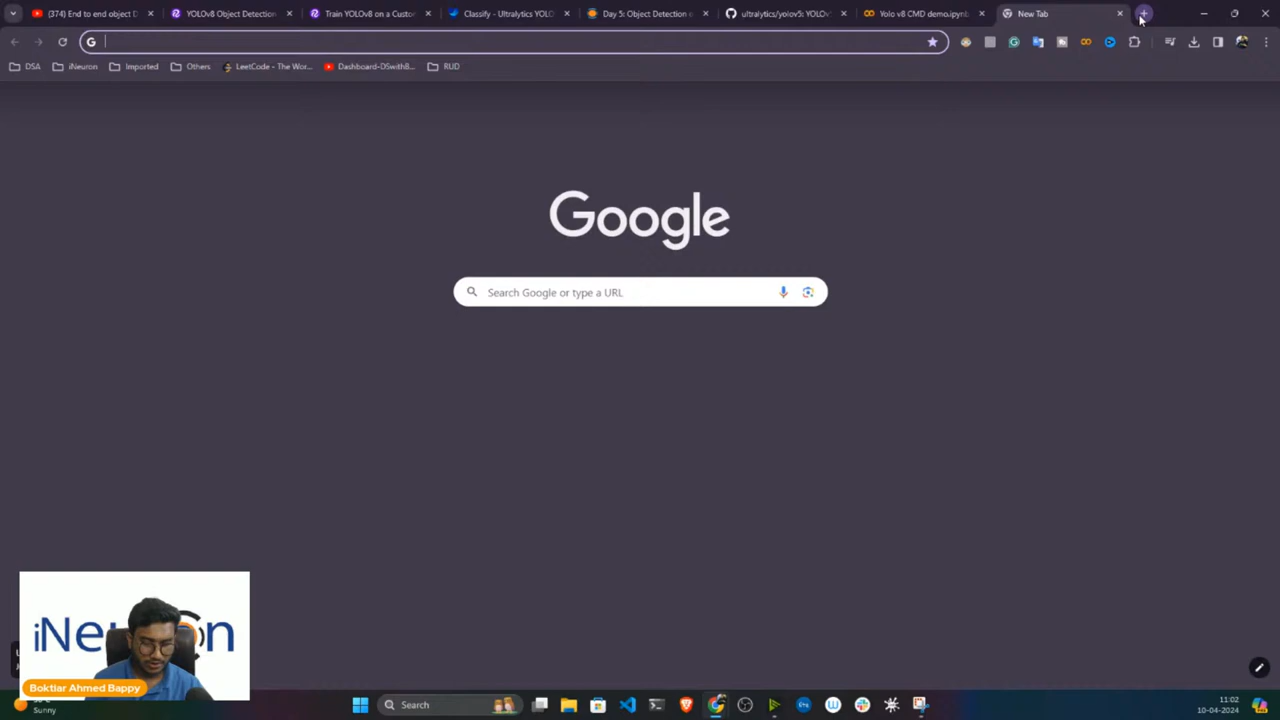 (374) End to end object D
YOLOv8 Object Detection
Train YOLOv8 on a Custo
Classify - Ultralytics YOLO
Day 5: Object Detection
ultralytics/yolov5: YOLOv
Yolo v8 CMD demo.ipynb
New Tab
DSA
iNeuron
Imported
Others
LeetCode - The Wor...
Dashboard-DSwithB...
RUD
Google
Search Google or type a URL
iNeuron
Boktiar Ahmed Bappy
Sunny
Search
11:02
10-04-2024